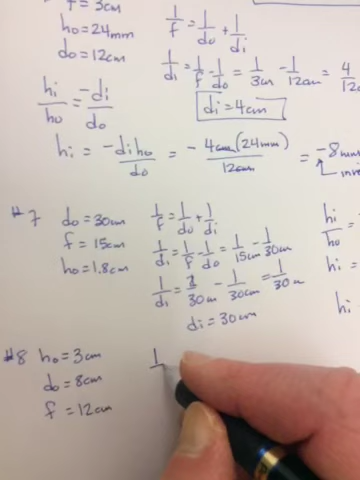 f = 3cm
ho = 24mm
do = 12cm
1/f = 1/do + 1/di
1/di = 1/f - 1/do = 1/3cm - 1/12cm = 4/12
di = 4cm
hi/ho = -di/do
hi = -di ho/do = -4cm(24mm)/12cm = -8mm
#7 do = 30cm
f = 15cm
ho = 1.8cm
1/f = 1/do + 1/di
1/di = 1/f - 1/do = 1/15cm - 1/30cm
1/di = 2/30cm - 1/30cm = 1/30cm
di = 30cm
hi/ho =
hi =
hi
#8 ho = 3cm
do = 8cm
f = 12cm
1